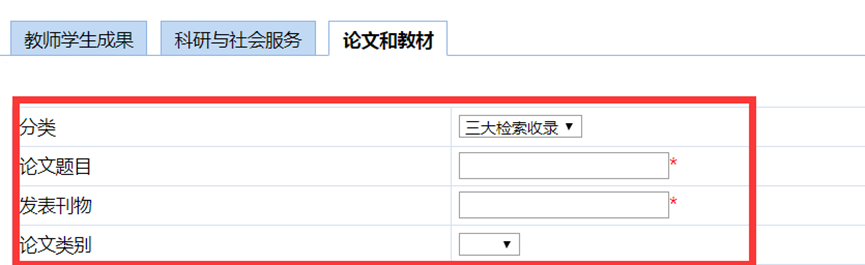 教师学生成果 科研与社会服务 论文和教材
分类 三大检索收录
论文题目 *
发表刊物 *
论文类别